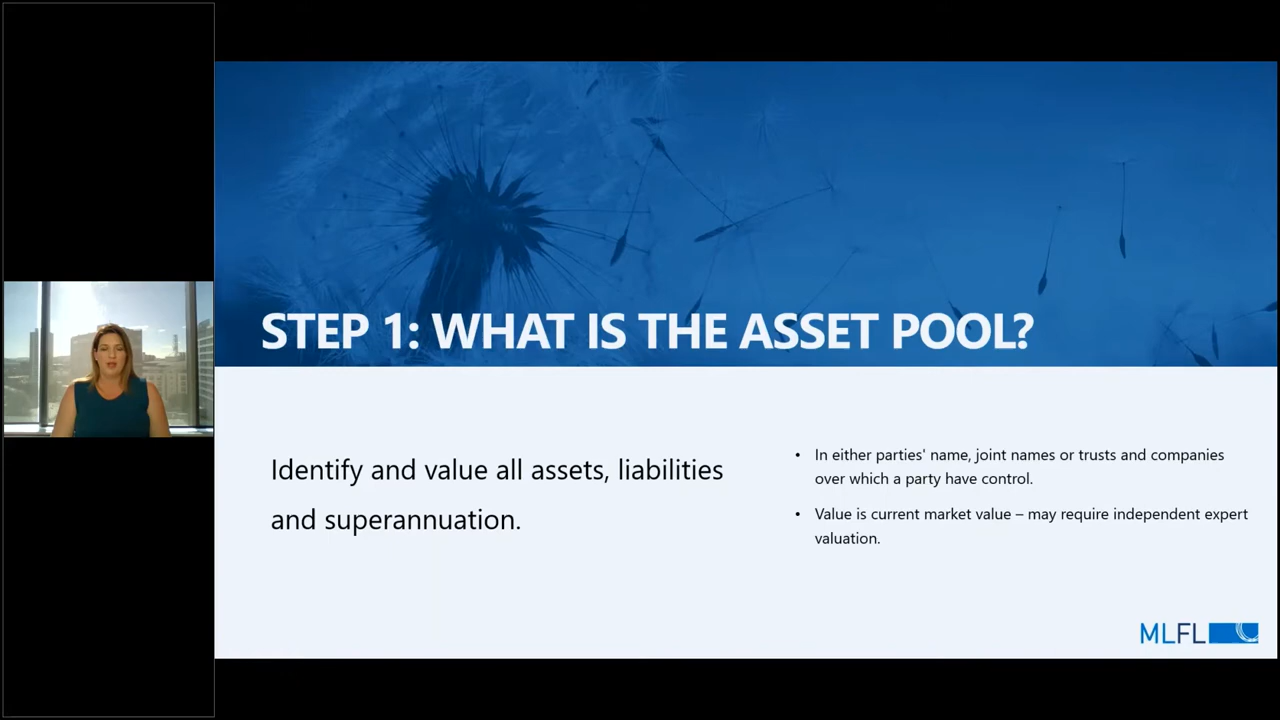 STEP 1: WHAT IS THE ASSET POOL?
Identify and value all assets, liabilities
and superannuation.
• In either parties' name, joint names or trusts and companies
over which a party have control.
• Value is current market value – may require independent expert
valuation.
MLFL